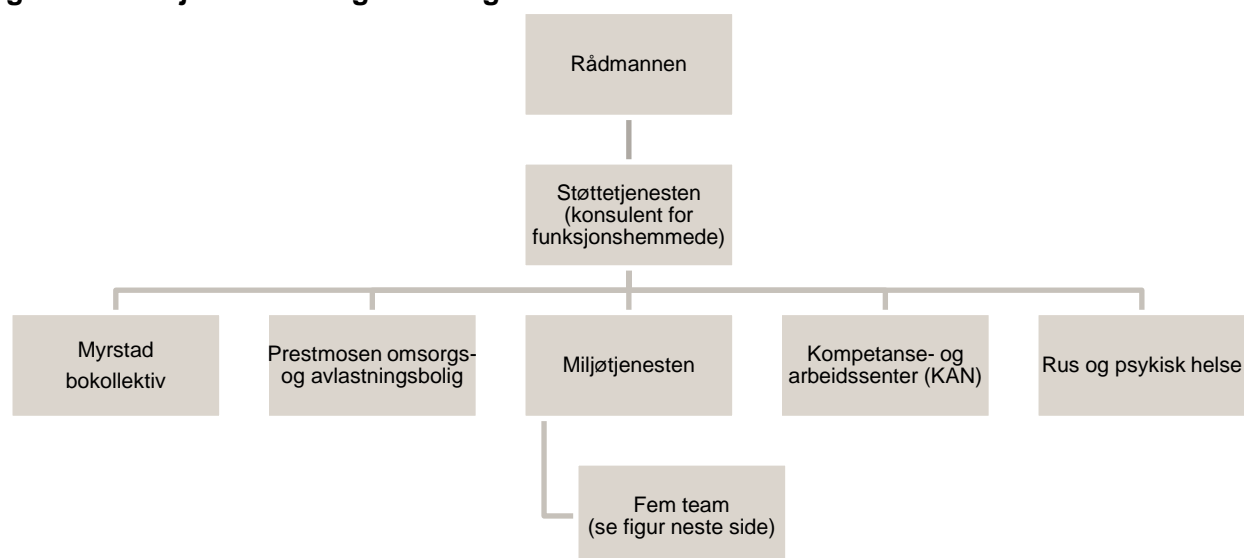 Rådmannen
Støttetjenesten
(konsulent for
funksjonshemmede)
Myrstad
bokollektiv
Prestmosen omsorgs-
og avlastningsbolig
Miljøtjenesten
Kompetanse- og
arbeidssenter (KAN)
Rus og psykisk helse
Fem team
(se figur neste side)